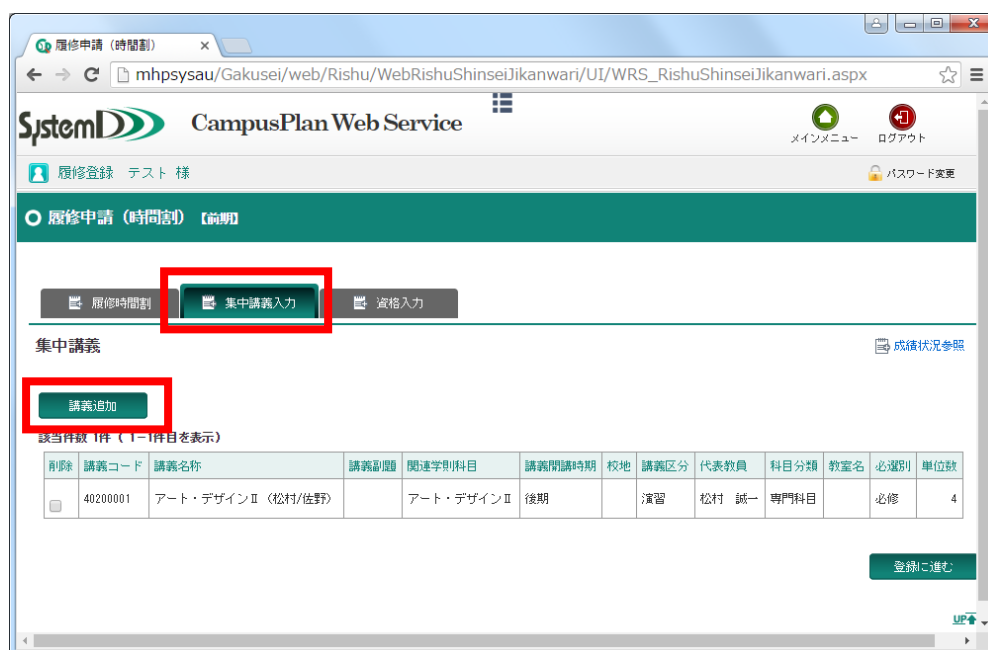 履修申請（時間割）
mhpsysau/Gakusei/web/Rishu/WebRishuShinseiJikanwari/UI/WRS_RishuShinseiJikanwari.aspx
SystemD CampusPlan Web Service メインメニュー ログアウト
履修登録 テスト 様 パスワード変更
履修申請（時間割）【前期】
履修時間割 集中講義入力 資格入力
集中講義 成績状況参照
講義追加
該当件数 1件（ 1-1件目を表示）
削除 講義コード 講義名称 講義副題 関連学則科目 講義開講時期 校地 講義区分 代表教員 科目分類 教室名 必選別 単位数
40200001 アート・デザインⅡ（松村/佐野） アート・デザインⅡ 後期 演習 松村 誠一 専門科目 必修 4
登録に進む
UP